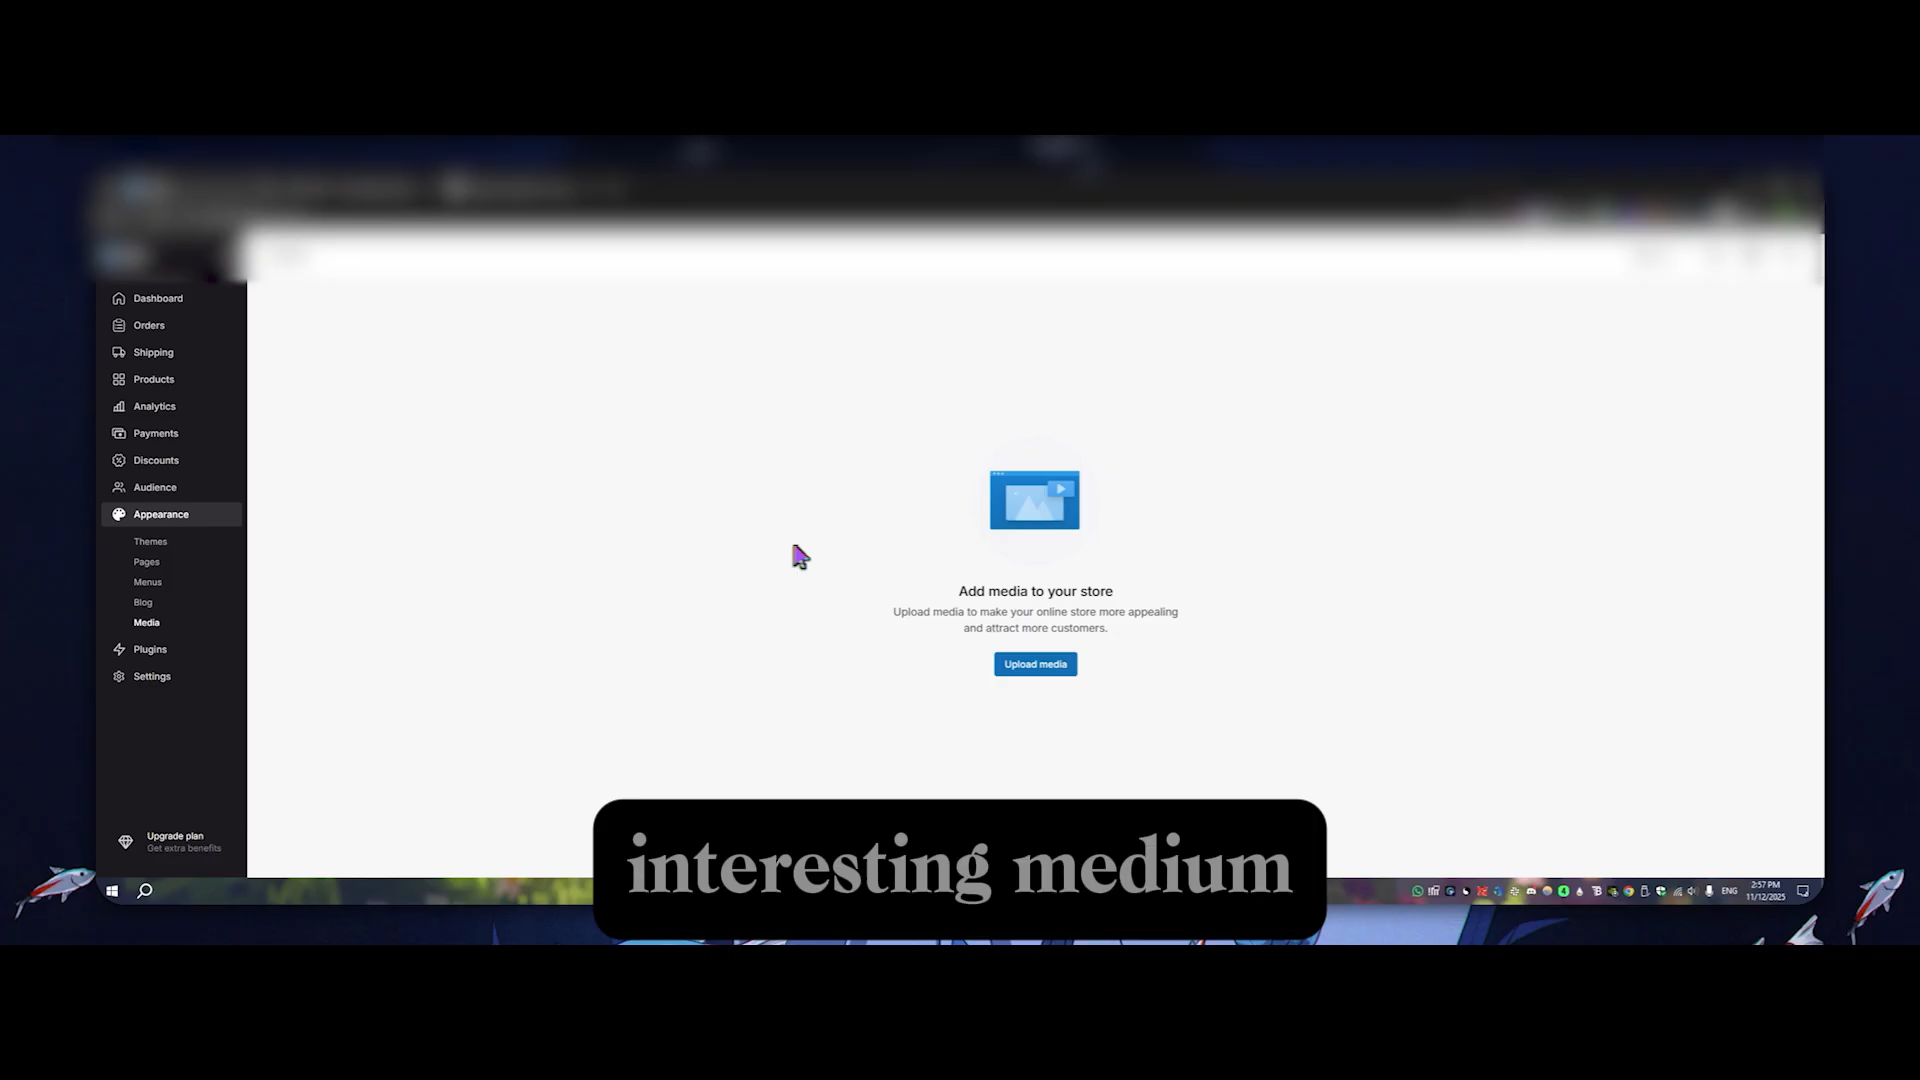 Dashboard
Orders
Shipping
Products
Analytics
Payments
Discounts
Audience
Appearance
Themes
Pages
Menus
Blog
Media
Plugins
Settings
Upgrade plan
Get extra benefits
Add media to your store
Upload media to make your online store more appealing
and attract more customers.
Upload media
interesting medium
ENG
2:57 PM
11/12/2025